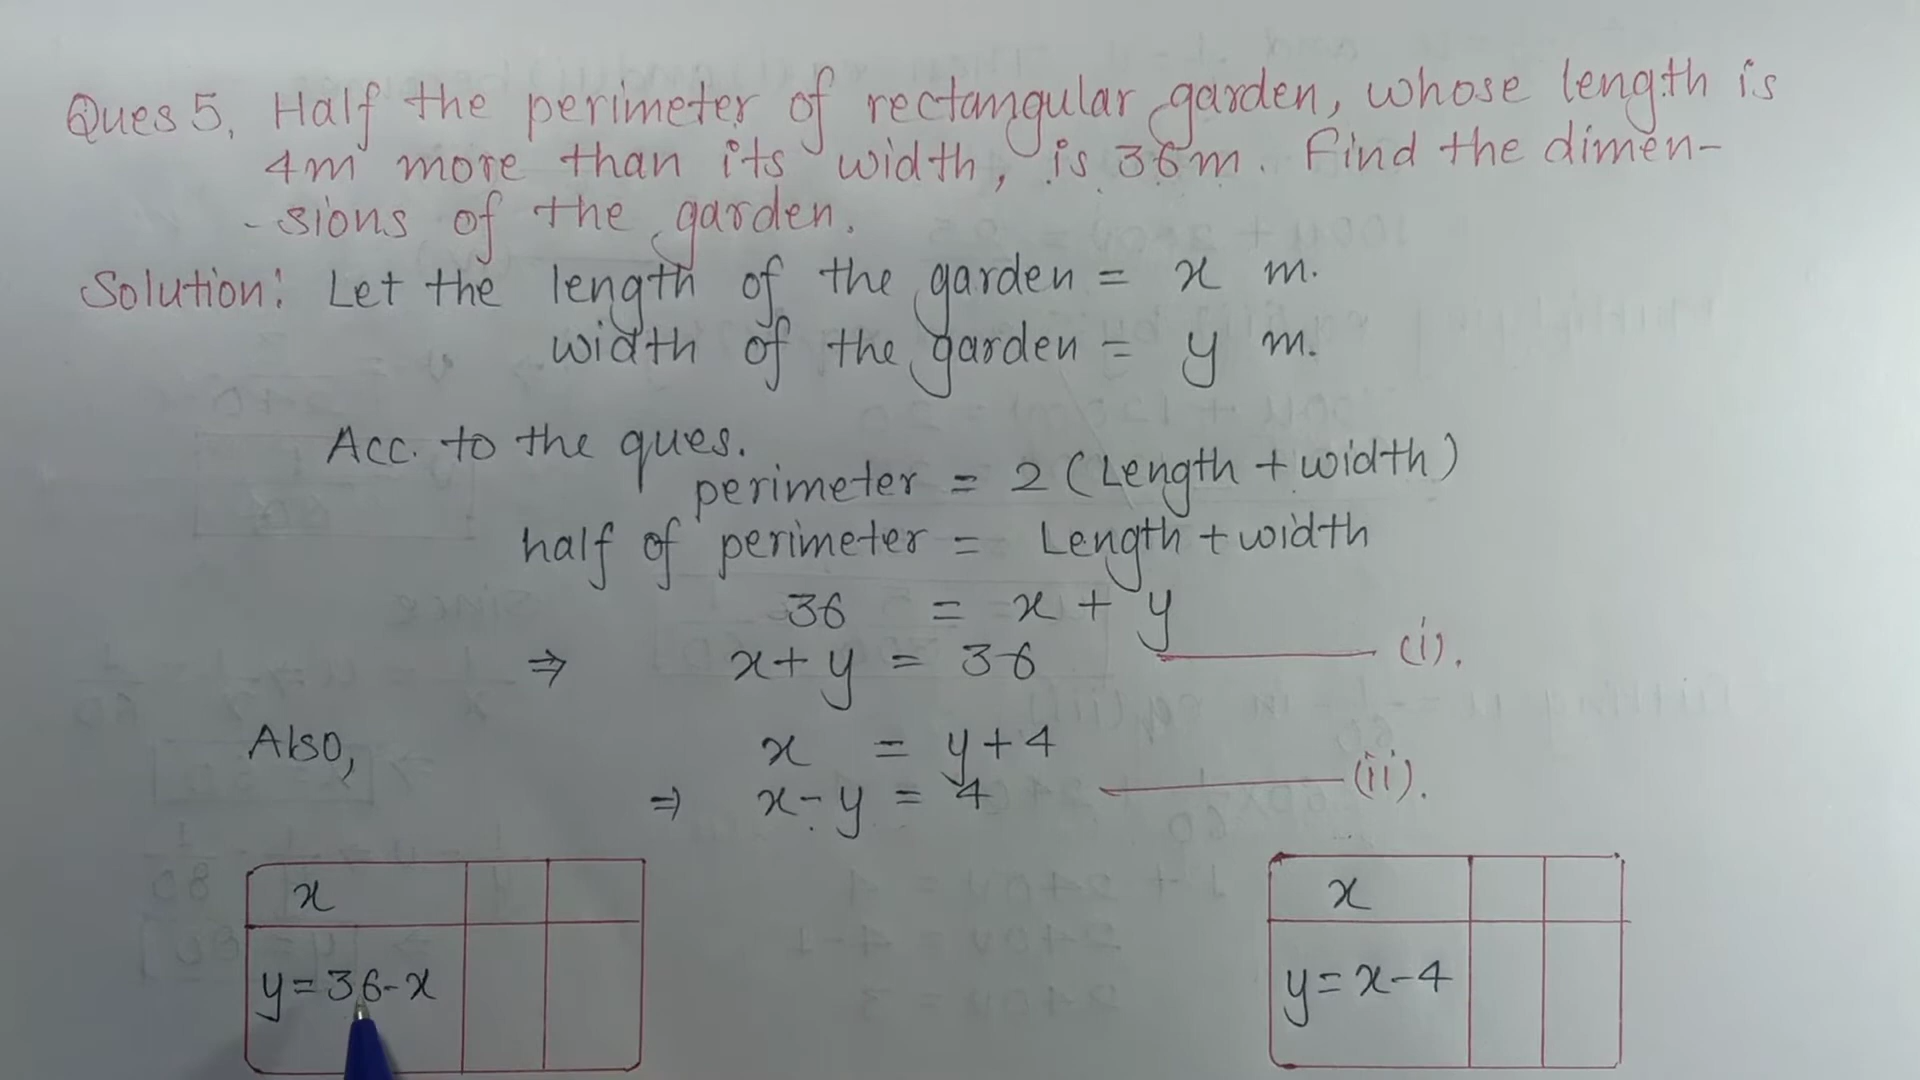 Ques 5, Half the perimeter of rectangular garden, whose length is
4m more than its width, is 36m. Find the dimen-
-sions of the garden.
Solution: Let the length of the garden = x m.
width of the garden = y m.
Acc. to the ques.
perimeter = 2 (Length + width)
half of perimeter = Length + width
36 = x + y
⇒ x + y = 36 (i).
Also, x = y + 4
⇒ x - y = 4 (ii).
x x
y = 36 - x y = x - 4